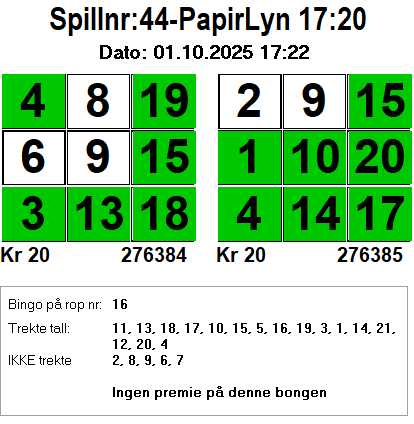 Spillnr:44-PapirLyn 17:20
Dato: 01.10.2025 17:22
4 8 19 2 9 15
6 9 15 1 10 20
3 13 18 4 14 17
Kr 20 276384 Kr 20 276385
Bingo på rop nr: 16
Trekte tall: 11, 13, 18, 17, 10, 15, 5, 16, 19, 3, 1, 14, 21,
12, 20, 4
IKKE trekte 2, 8, 9, 6, 7
Ingen premie på denne bongen